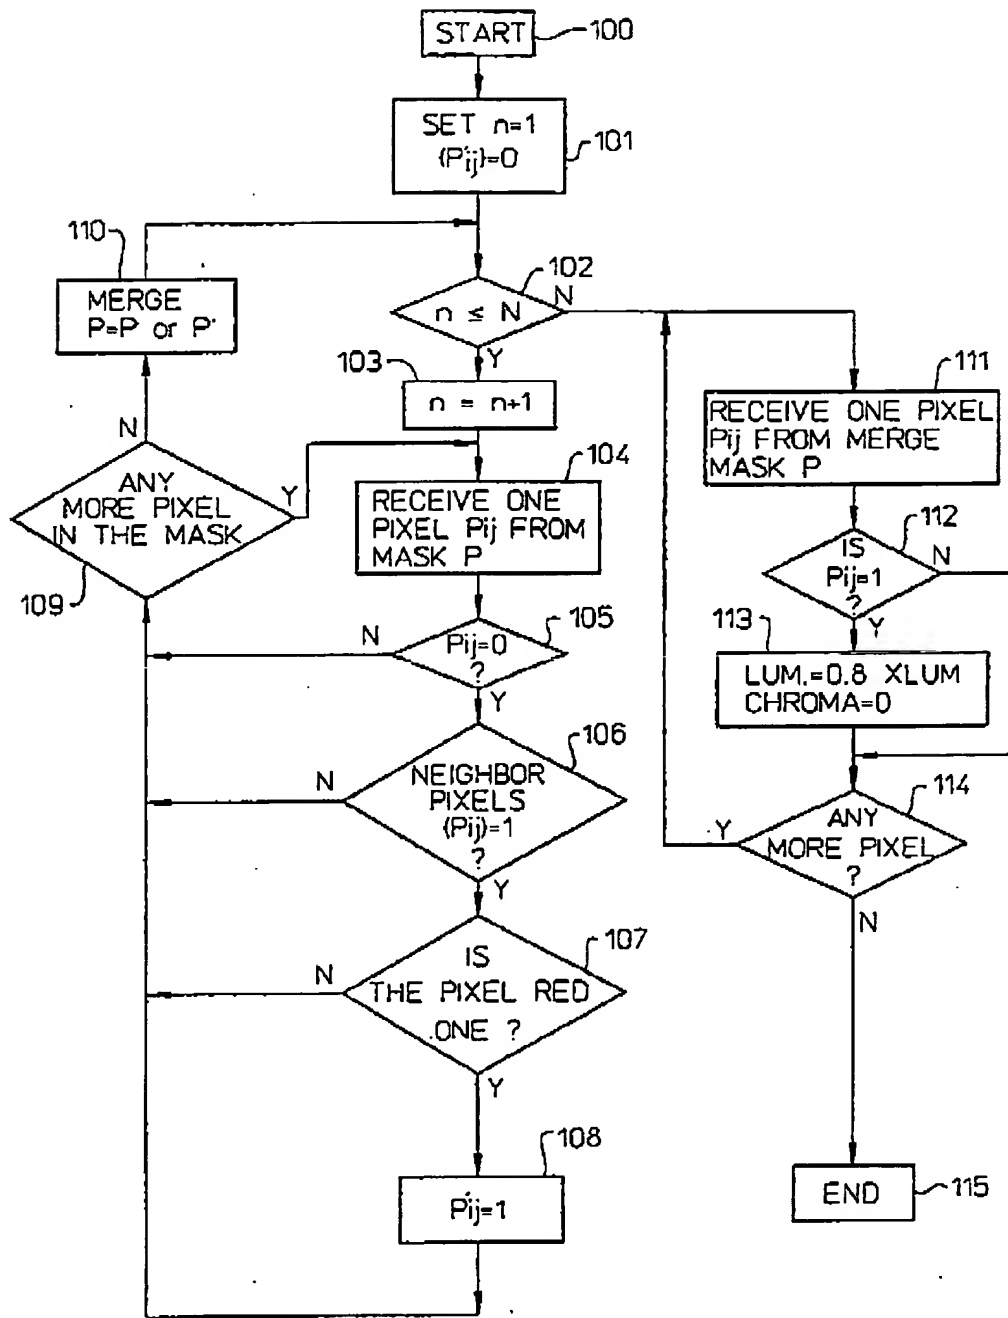 START
100
SET n=1
{P'ij}=0
101
110
MERGE
P=P or P'
102
n ≤ N
N
Y
103
n = n+1
111
RECEIVE ONE PIXEL
Pij FROM MERGE
MASK P
N
ANY
MORE PIXEL
IN THE MASK
Y
109
104
RECEIVE ONE
PIXEL Pij FROM
MASK P
112
IS
Pij=1
?
N
Y
105
Pij=0
?
N
Y
113
LUM.=0.8 XLUM
CHROMA=0
106
NEIGHBOR
PIXELS
(Pij)=1
?
N
Y
114
ANY
MORE PIXEL
?
Y
N
107
IS
THE PIXEL RED
ONE ?
N
Y
108
P'ij=1
END
115